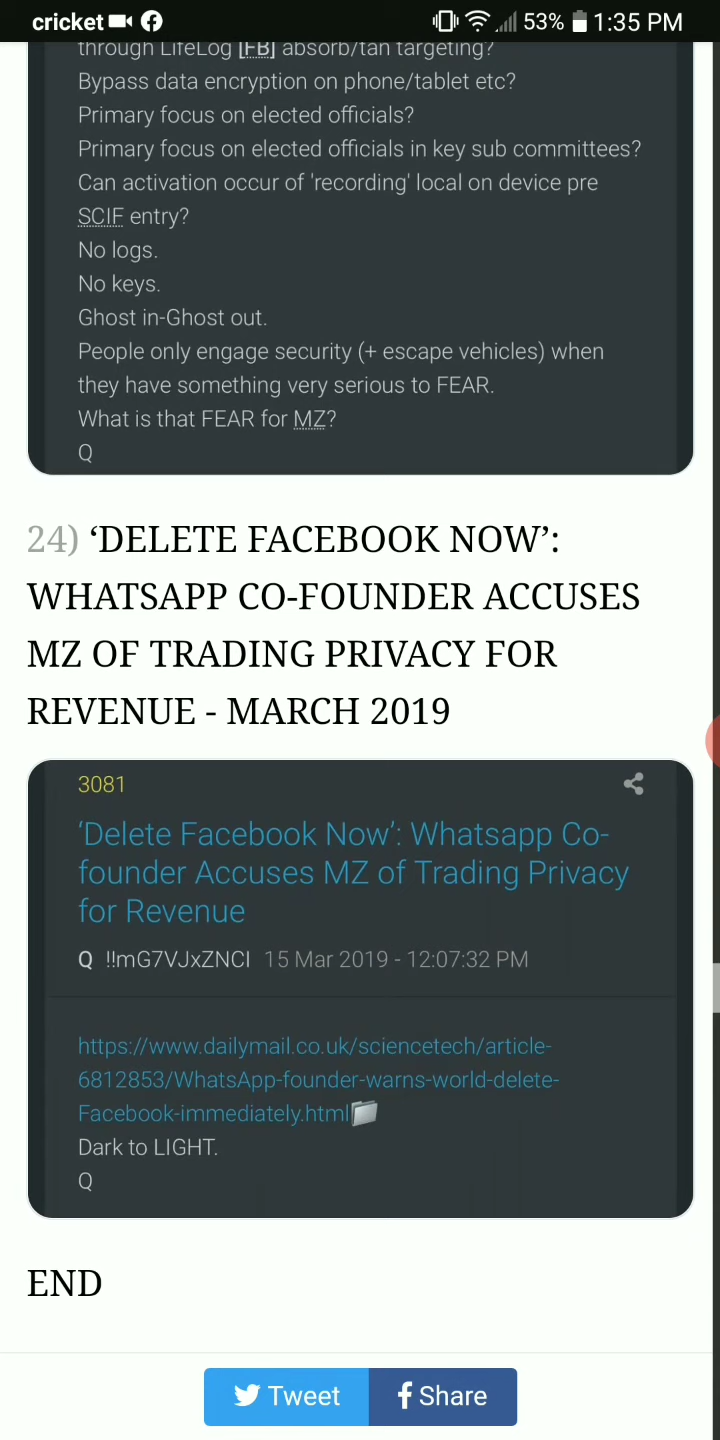 cricket 53% 1:35 PM
through LifeLog [FB] absorb/tan targeting?
Bypass data encryption on phone/tablet etc?
Primary focus on elected officials?
Primary focus on elected officials in key sub committees?
Can activation occur of 'recording' local on device pre
SCIF entry?
No logs.
No keys.
Ghost in-Ghost out.
People only engage security (+ escape vehicles) when
they have something very serious to FEAR.
What is that FEAR for MZ?
Q
24) ‘DELETE FACEBOOK NOW’:
WHATSAPP CO-FOUNDER ACCUSES
MZ OF TRADING PRIVACY FOR
REVENUE - MARCH 2019
3081
‘Delete Facebook Now’: Whatsapp Co-
founder Accuses MZ of Trading Privacy
for Revenue
Q !!mG7VJxZNCI 15 Mar 2019 - 12:07:32 PM
https://www.dailymail.co.uk/sciencetech/article-
6812853/WhatsApp-founder-warns-world-delete-
Facebook-immediately.html
Dark to LIGHT.
Q
END
Tweet Share